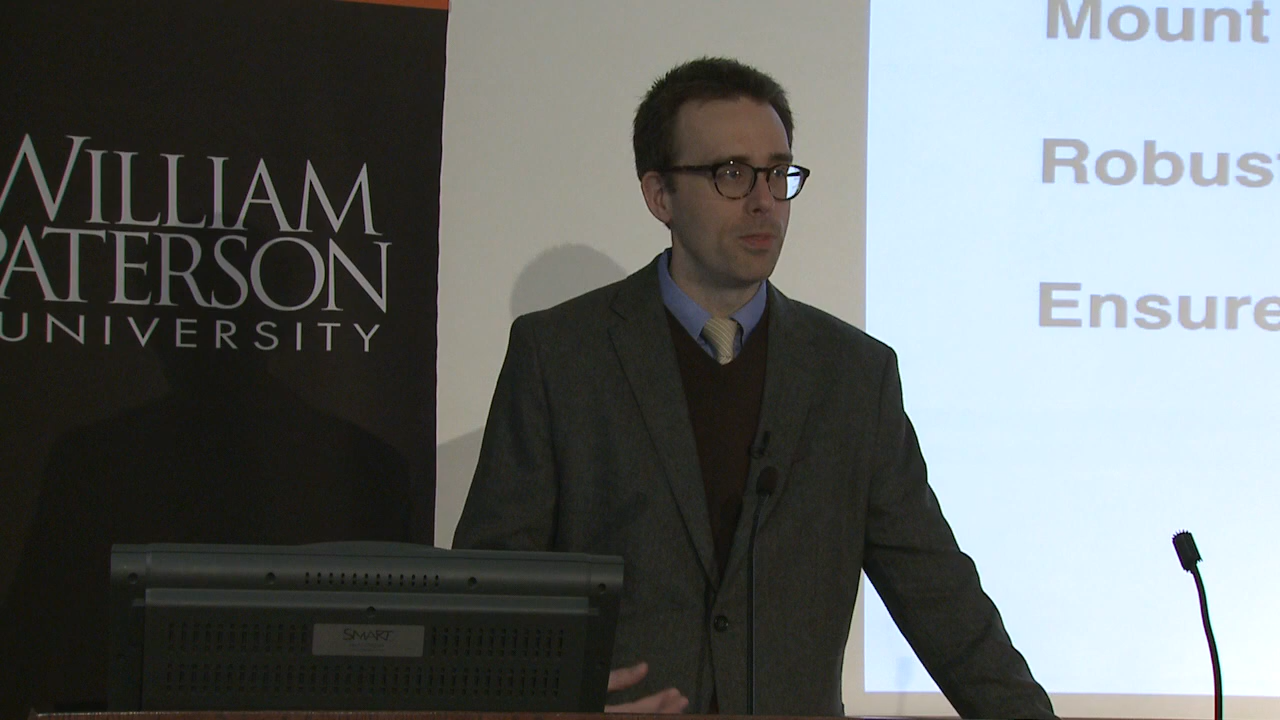 WILLIAM
PATERSON
UNIVERSITY
Mount
Robust
Ensure
SMART